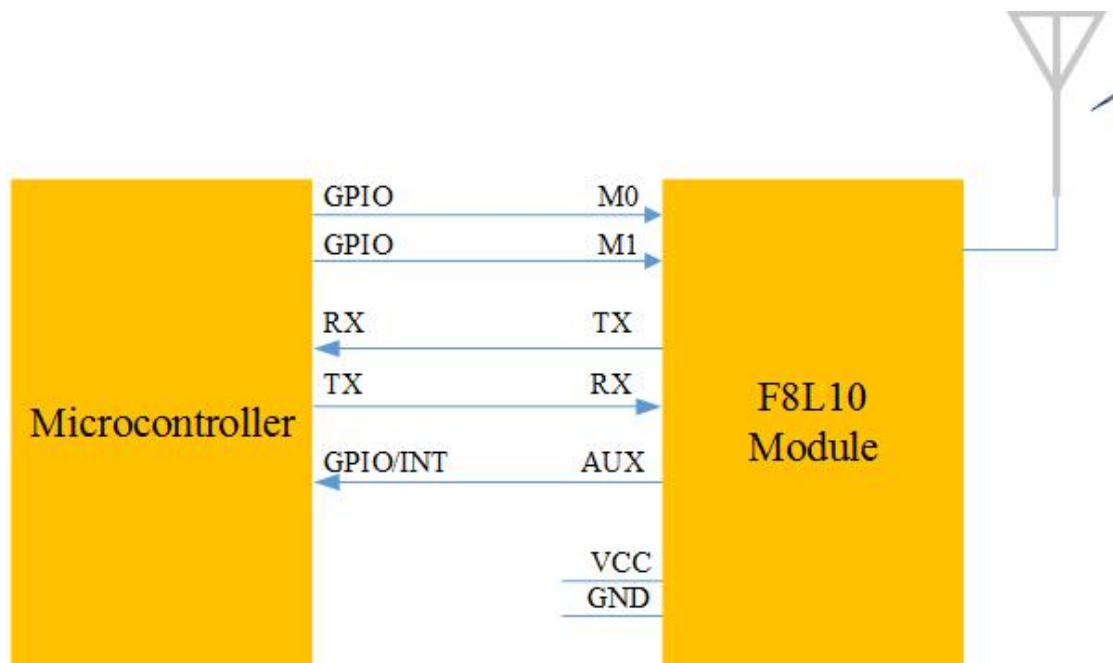 GPIO M0
GPIO M1
RX TX
TX RX
Microcontroller
F8L10
Module
GPIO/INT AUX
VCC
GND